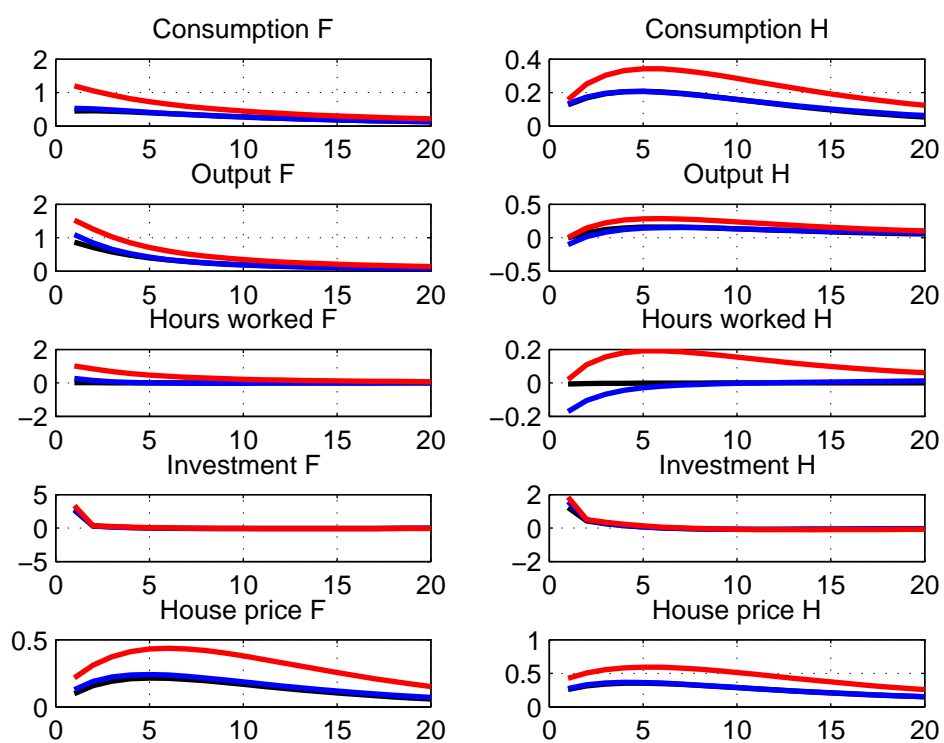 Consumption F
Consumption H
2
1
0
0 5 10 15 20
0.4
0.2
0
0 5 10 15 20
Output F
Output H
2
1
0
0 5 10 15 20
0.5
0
−0.5
0 5 10 15 20
Hours worked F
Hours worked H
2
0
−2
0 5 10 15 20
0.2
0
−0.2
0 5 10 15 20
Investment F
Investment H
5
0
−5
0 5 10 15 20
2
0
−2
0 5 10 15 20
House price F
House price H
0.5
0
0 5 10 15 20
1
0.5
0
0 5 10 15 20